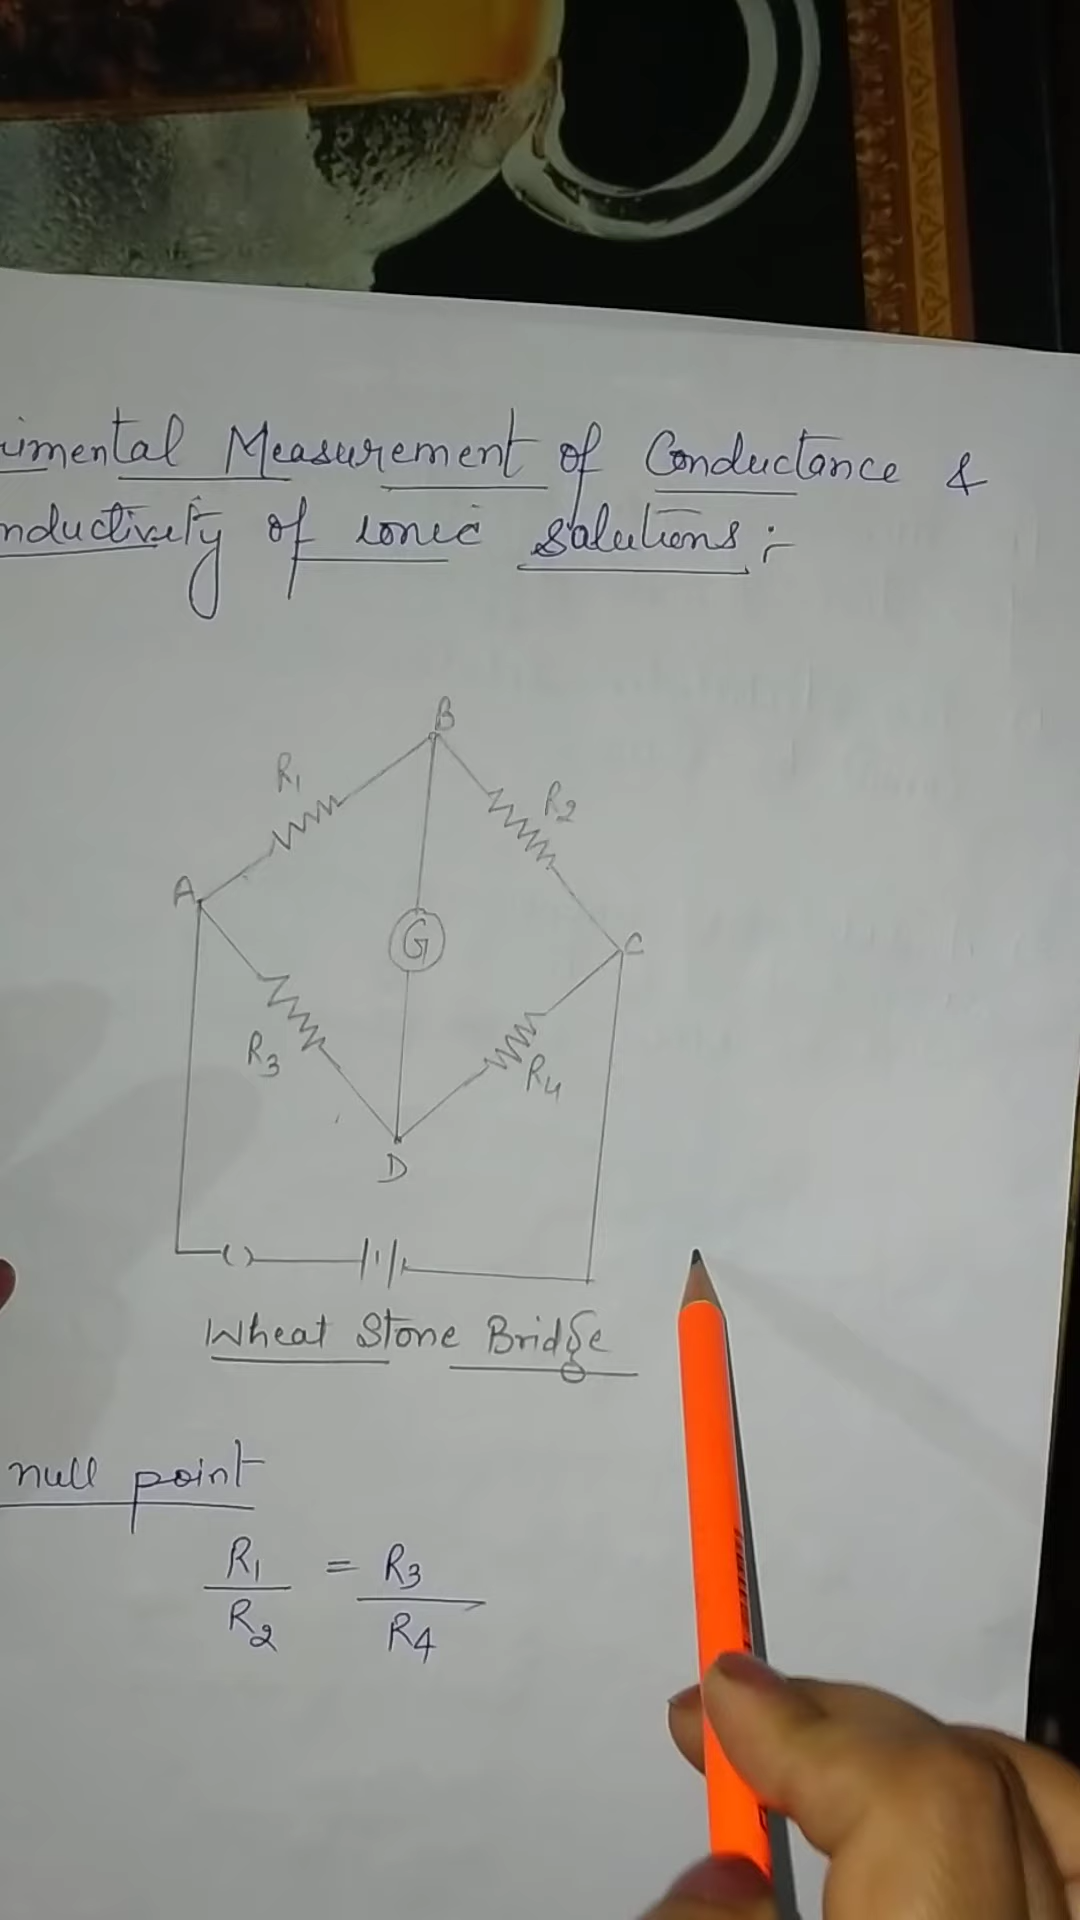 rimental Measurement of Conductance &
nductivity of ionic solutions :-
B
R1
R2
A
G
C
R3
R4
D
Wheat Stone Bridge
null point
R1 = R3
R2 R4